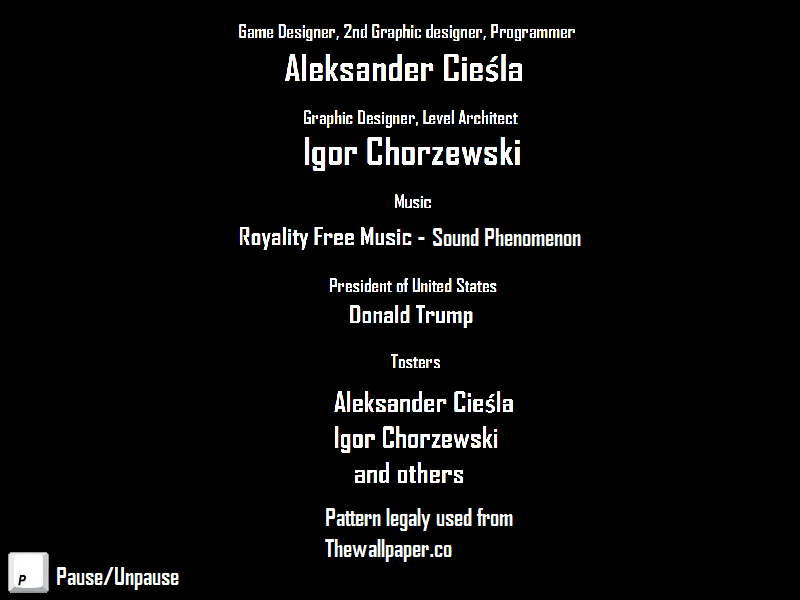 Game Designer, 2nd Graphic designer, Programmer
Aleksander Cieśla
Graphic Designer, Level Architect
Igor Chorzewski
Music
Royality Free Music - Sound Phenomenon
President of United States
Donald Trump
Tosters
Aleksander Cieśla
Igor Chorzewski
and others
Pattern legaly used from
Thewallpaper.co
P Pause/Unpause